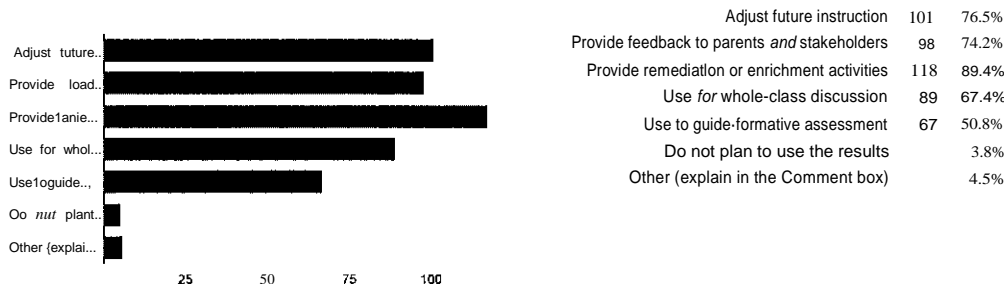 Adjust tuture..
Provide load..
Provide1anie...
Use for whol...
Use1oguide..,
Oo nut plant..
Other {explai...
25 50 75 100
Adjust future instruction 101 76.5%
Provide feedback to parents and stakeholders 98 74.2%
Provide remediatlon or enrichment activities 118 89.4%
Use for whole-class discussion 89 67.4%
Use to guide·formative assessment 67 50.8%
Do not plan to use the results 3.8%
Other (explain in the Comment box) 4.5%